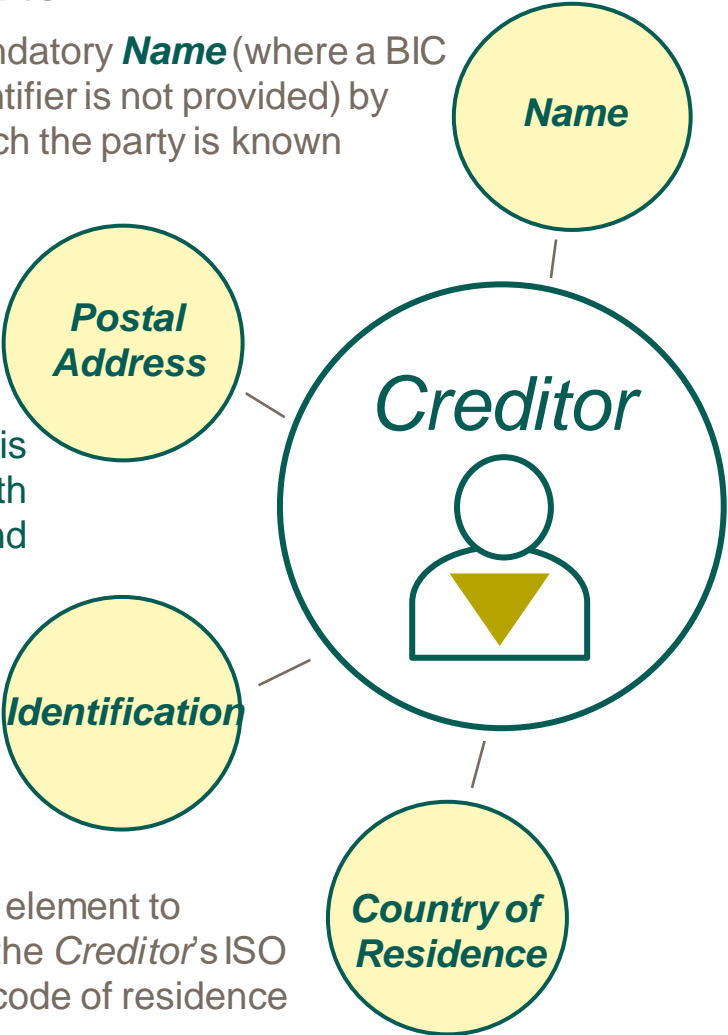 ndatory Name (where a BIC
ntifier is not provided) by
ch the party is known
Name
Postal
Address
Creditor
is
th
nd
Identification
element to
the Creditor's ISO
code of residence
Country of
Residence